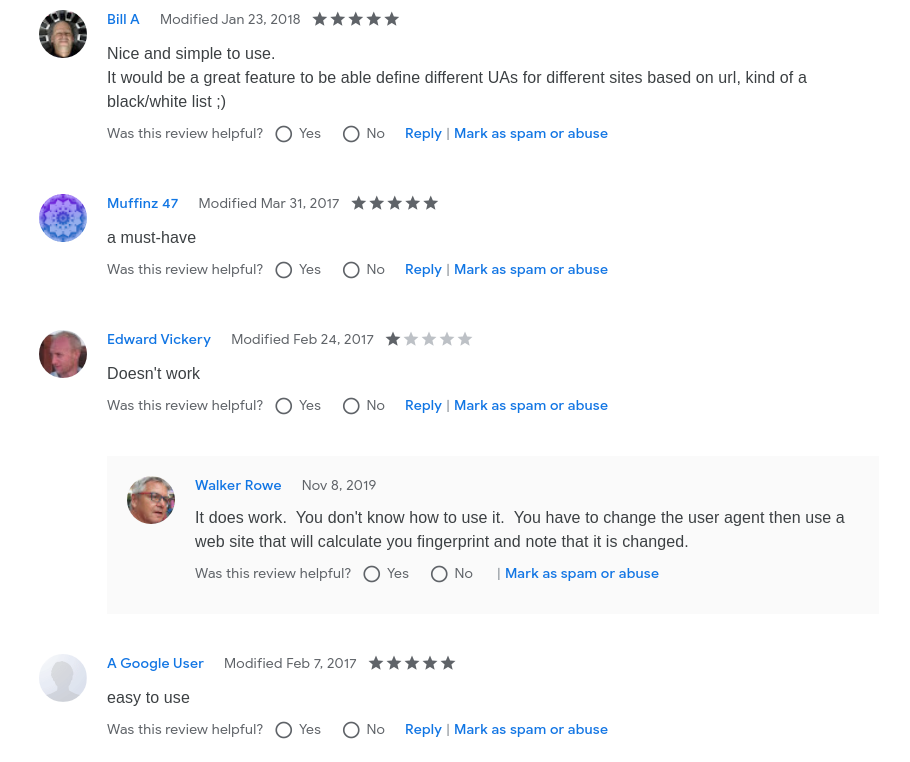 Bill A Modified Jan 23, 2018
Nice and simple to use.
It would be a great feature to be able define different UAs for different sites based on url, kind of a
black/white list ;)
Was this review helpful? Yes No Reply | Mark as spam or abuse
Muffinz 47 Modified Mar 31, 2017
a must-have
Was this review helpful? Yes No Reply | Mark as spam or abuse
Edward Vickery Modified Feb 24, 2017
Doesn't work
Was this review helpful? Yes No Reply | Mark as spam or abuse
Walker Rowe Nov 8, 2019
It does work.  You don't know how to use it.  You have to change the user agent then use a
web site that will calculate you fingerprint and note that it is changed.
Was this review helpful? Yes No | Mark as spam or abuse
A Google User Modified Feb 7, 2017
easy to use
Was this review helpful? Yes No Reply | Mark as spam or abuse